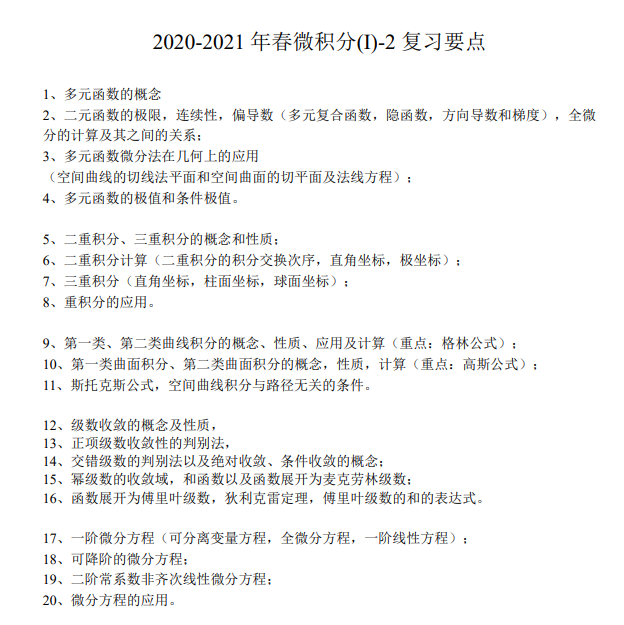 2020-2021 年春微积分(I)-2 复习要点
1、多元函数的概念
2、二元函数的极限，连续性，偏导数（多元复合函数，隐函数，方向导数和梯度），全微
分的计算及其之间的关系；
3、多元函数微分法在几何上的应用
（空间曲线的切线法平面和空间曲面的切平面及法线方程）；
4、多元函数的极值和条件极值。
5、二重积分、三重积分的概念和性质；
6、二重积分计算（二重积分的积分交换次序，直角坐标，极坐标）；
7、三重积分（直角坐标，柱面坐标，球面坐标）；
8、重积分的应用。
9、第一类、第二类曲线积分的概念、性质、应用及计算（重点：格林公式）；
10、第一类曲面积分、第二类曲面积分的概念，性质，计算（重点：高斯公式）；
11、斯托克斯公式，空间曲线积分与路径无关的条件。
12、级数收敛的概念及性质，
13、正项级数收敛性的判别法，
14、交错级数的判别法以及绝对收敛、条件收敛的概念；
15、幂级数的收敛域，和函数以及函数展开为麦克劳林级数；
16、函数展开为傅里叶级数，狄利克雷定理，傅里叶级数的和的表达式。
17、一阶微分方程（可分离变量方程，全微分方程，一阶线性方程）；
18、可降阶的微分方程；
19、二阶常系数非齐次线性微分方程；
20、微分方程的应用。